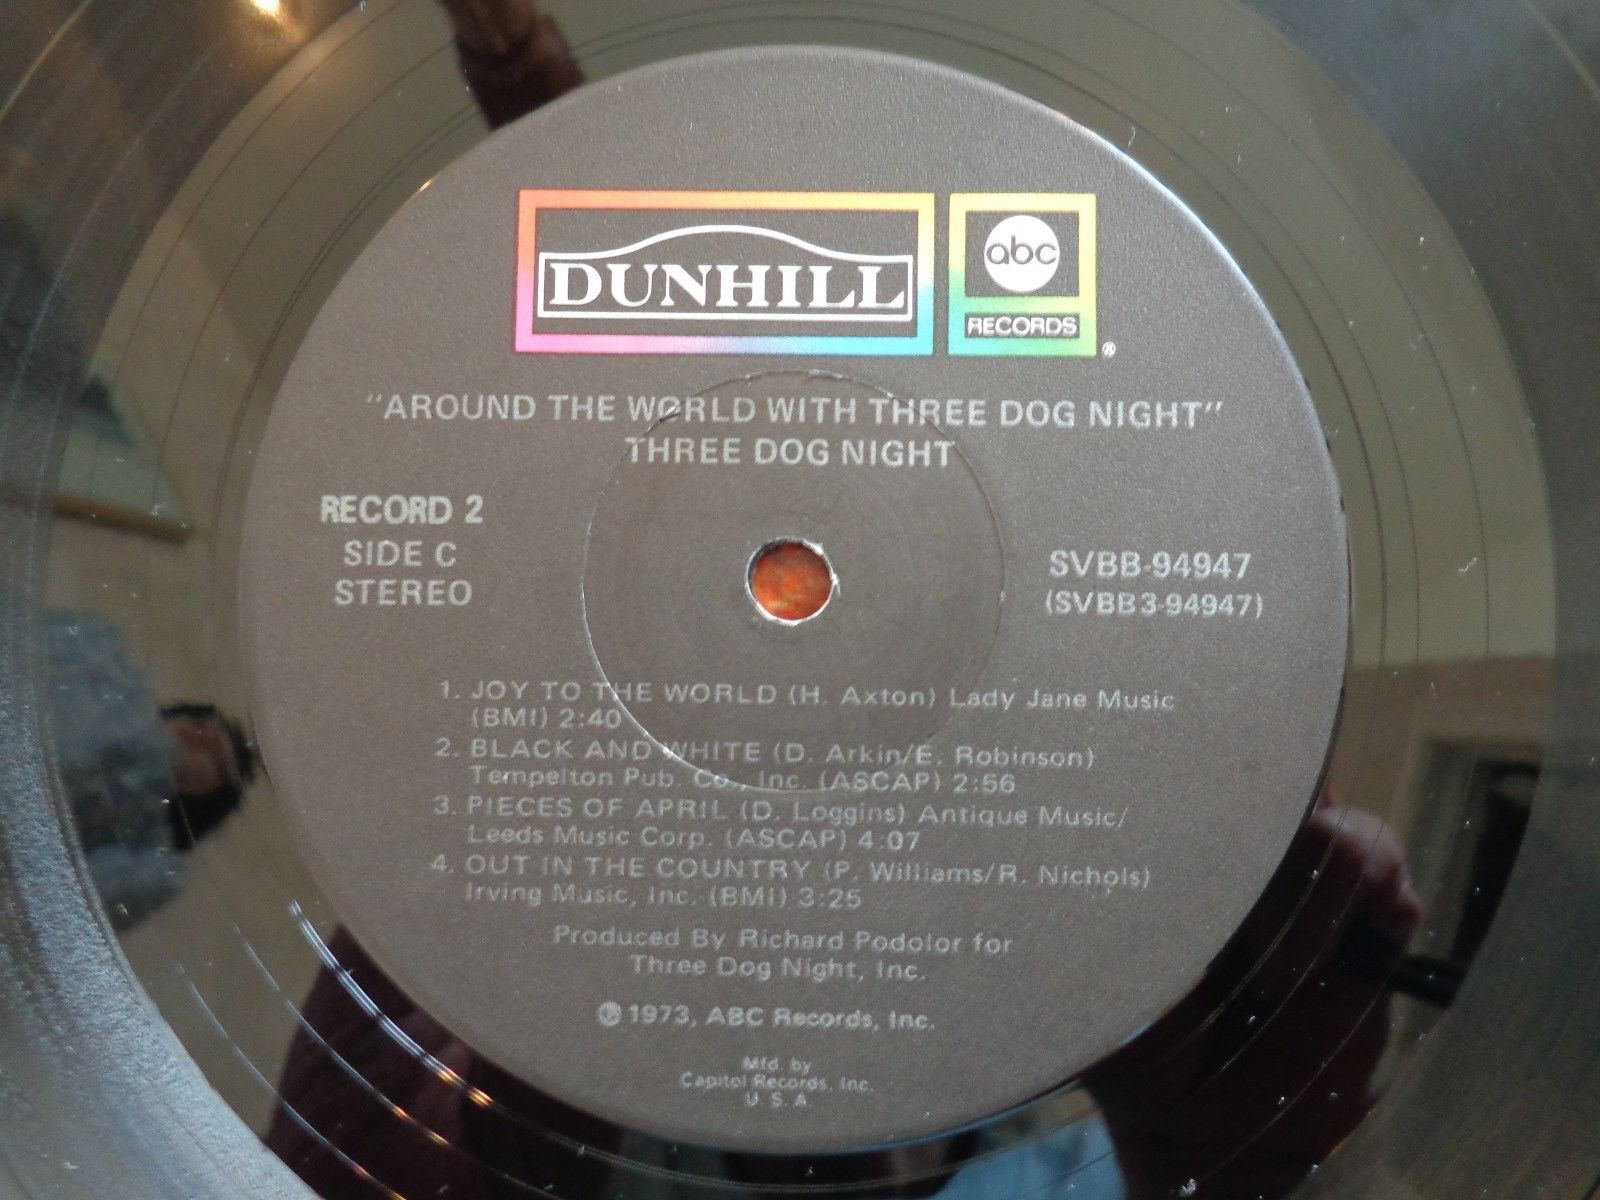 DUNHILL
abc
RECORDS
®
"AROUND THE WORLD WITH THREE DOG NIGHT"
THREE DOG NIGHT
RECORD 2
SIDE C
STEREO
SVBB-94947
(SVBB3-94947)
1. JOY TO THE WORLD (H. Axton) Lady Jane Music
(BMI) 2:40
2. BLACK AND WHITE (D. Arkin/E. Robinson)
Tempelton Pub. Co., Inc. (ASCAP) 2:56
3. PIECES OF APRIL (D. Loggins) Antique Music/
Leeds Music Corp. (ASCAP) 4:07
4. OUT IN THE COUNTRY (P. Williams/R. Nichols)
Irving Music, Inc. (BMI) 3:25
Produced By Richard Podolor for
Three Dog Night, Inc.
℗ 1973, ABC Records, Inc.
Mfd. by
Capitol Records, Inc.
U S A